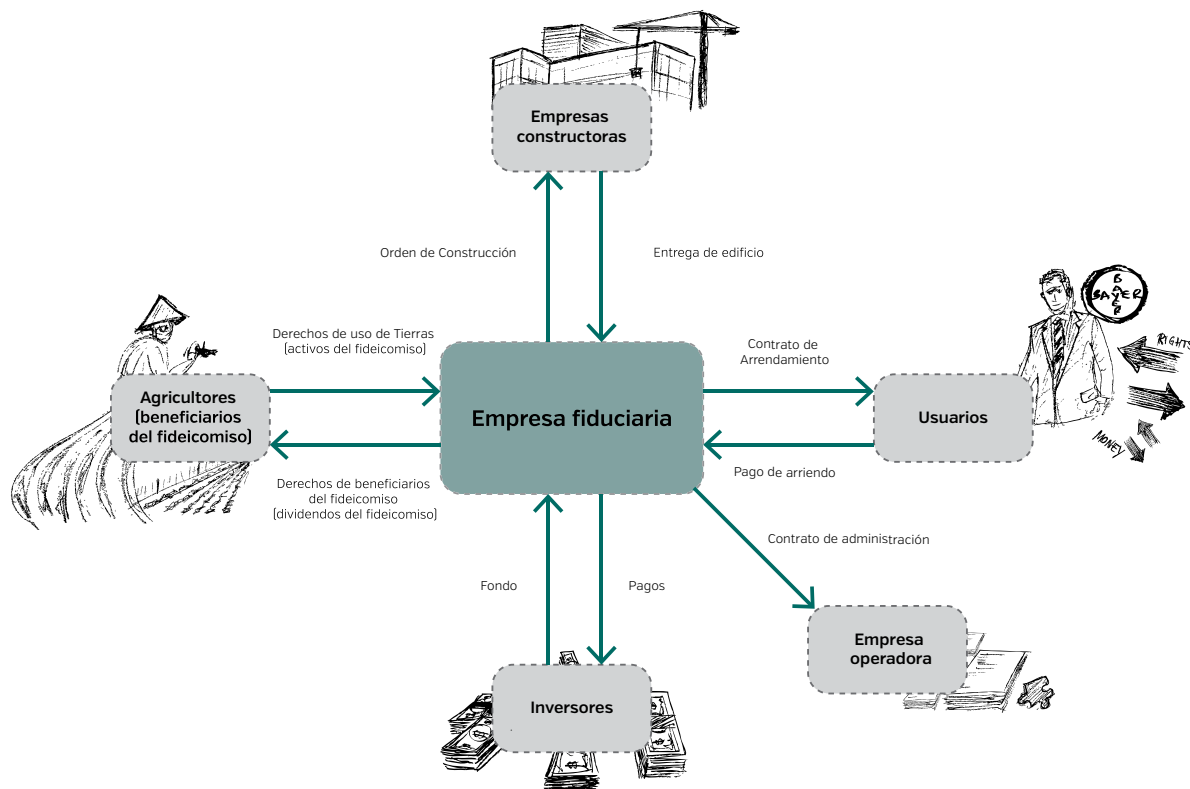 Empresas
constructoras
Orden de Construcción
Entrega de edificio
Derechos de uso de Tierras
(activos del fideicomiso)
Contrato de
Arrendamiento
B
SAYER
Y
E
R
RIGHTS
Agricultores
(beneficiarios
del fideicomiso)
Empresa fiduciaria
Usuarios
MONEY
Derechos de beneficiarios
del fideicomiso
(dividendos del fideicomiso)
Pago de arriendo
Contrato de administración
Fondo
Pagos
Empresa
operadora
Inversores